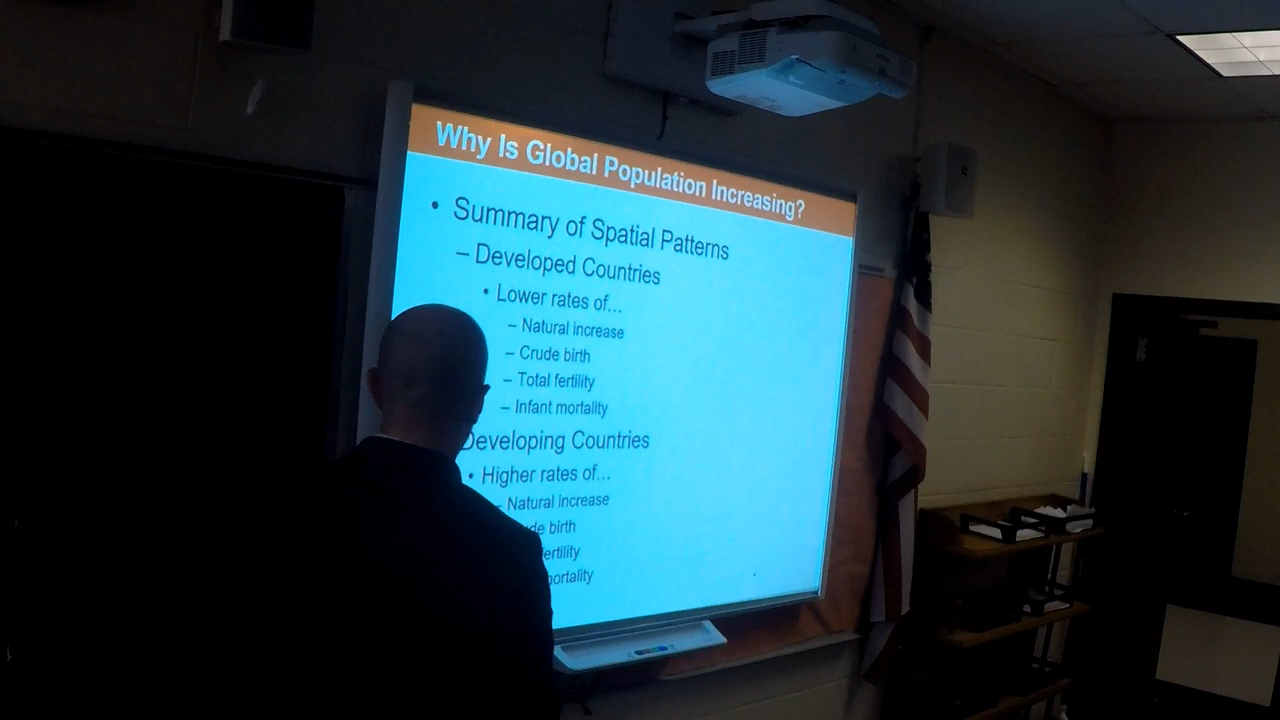 Why Is Global Population Increasing?
• Summary of Spatial Patterns
– Developed Countries
• Lower rates of...
– Natural increase
– Crude birth
– Total fertility
– Infant mortality
Developing Countries
• Higher rates of...
– Natural increase